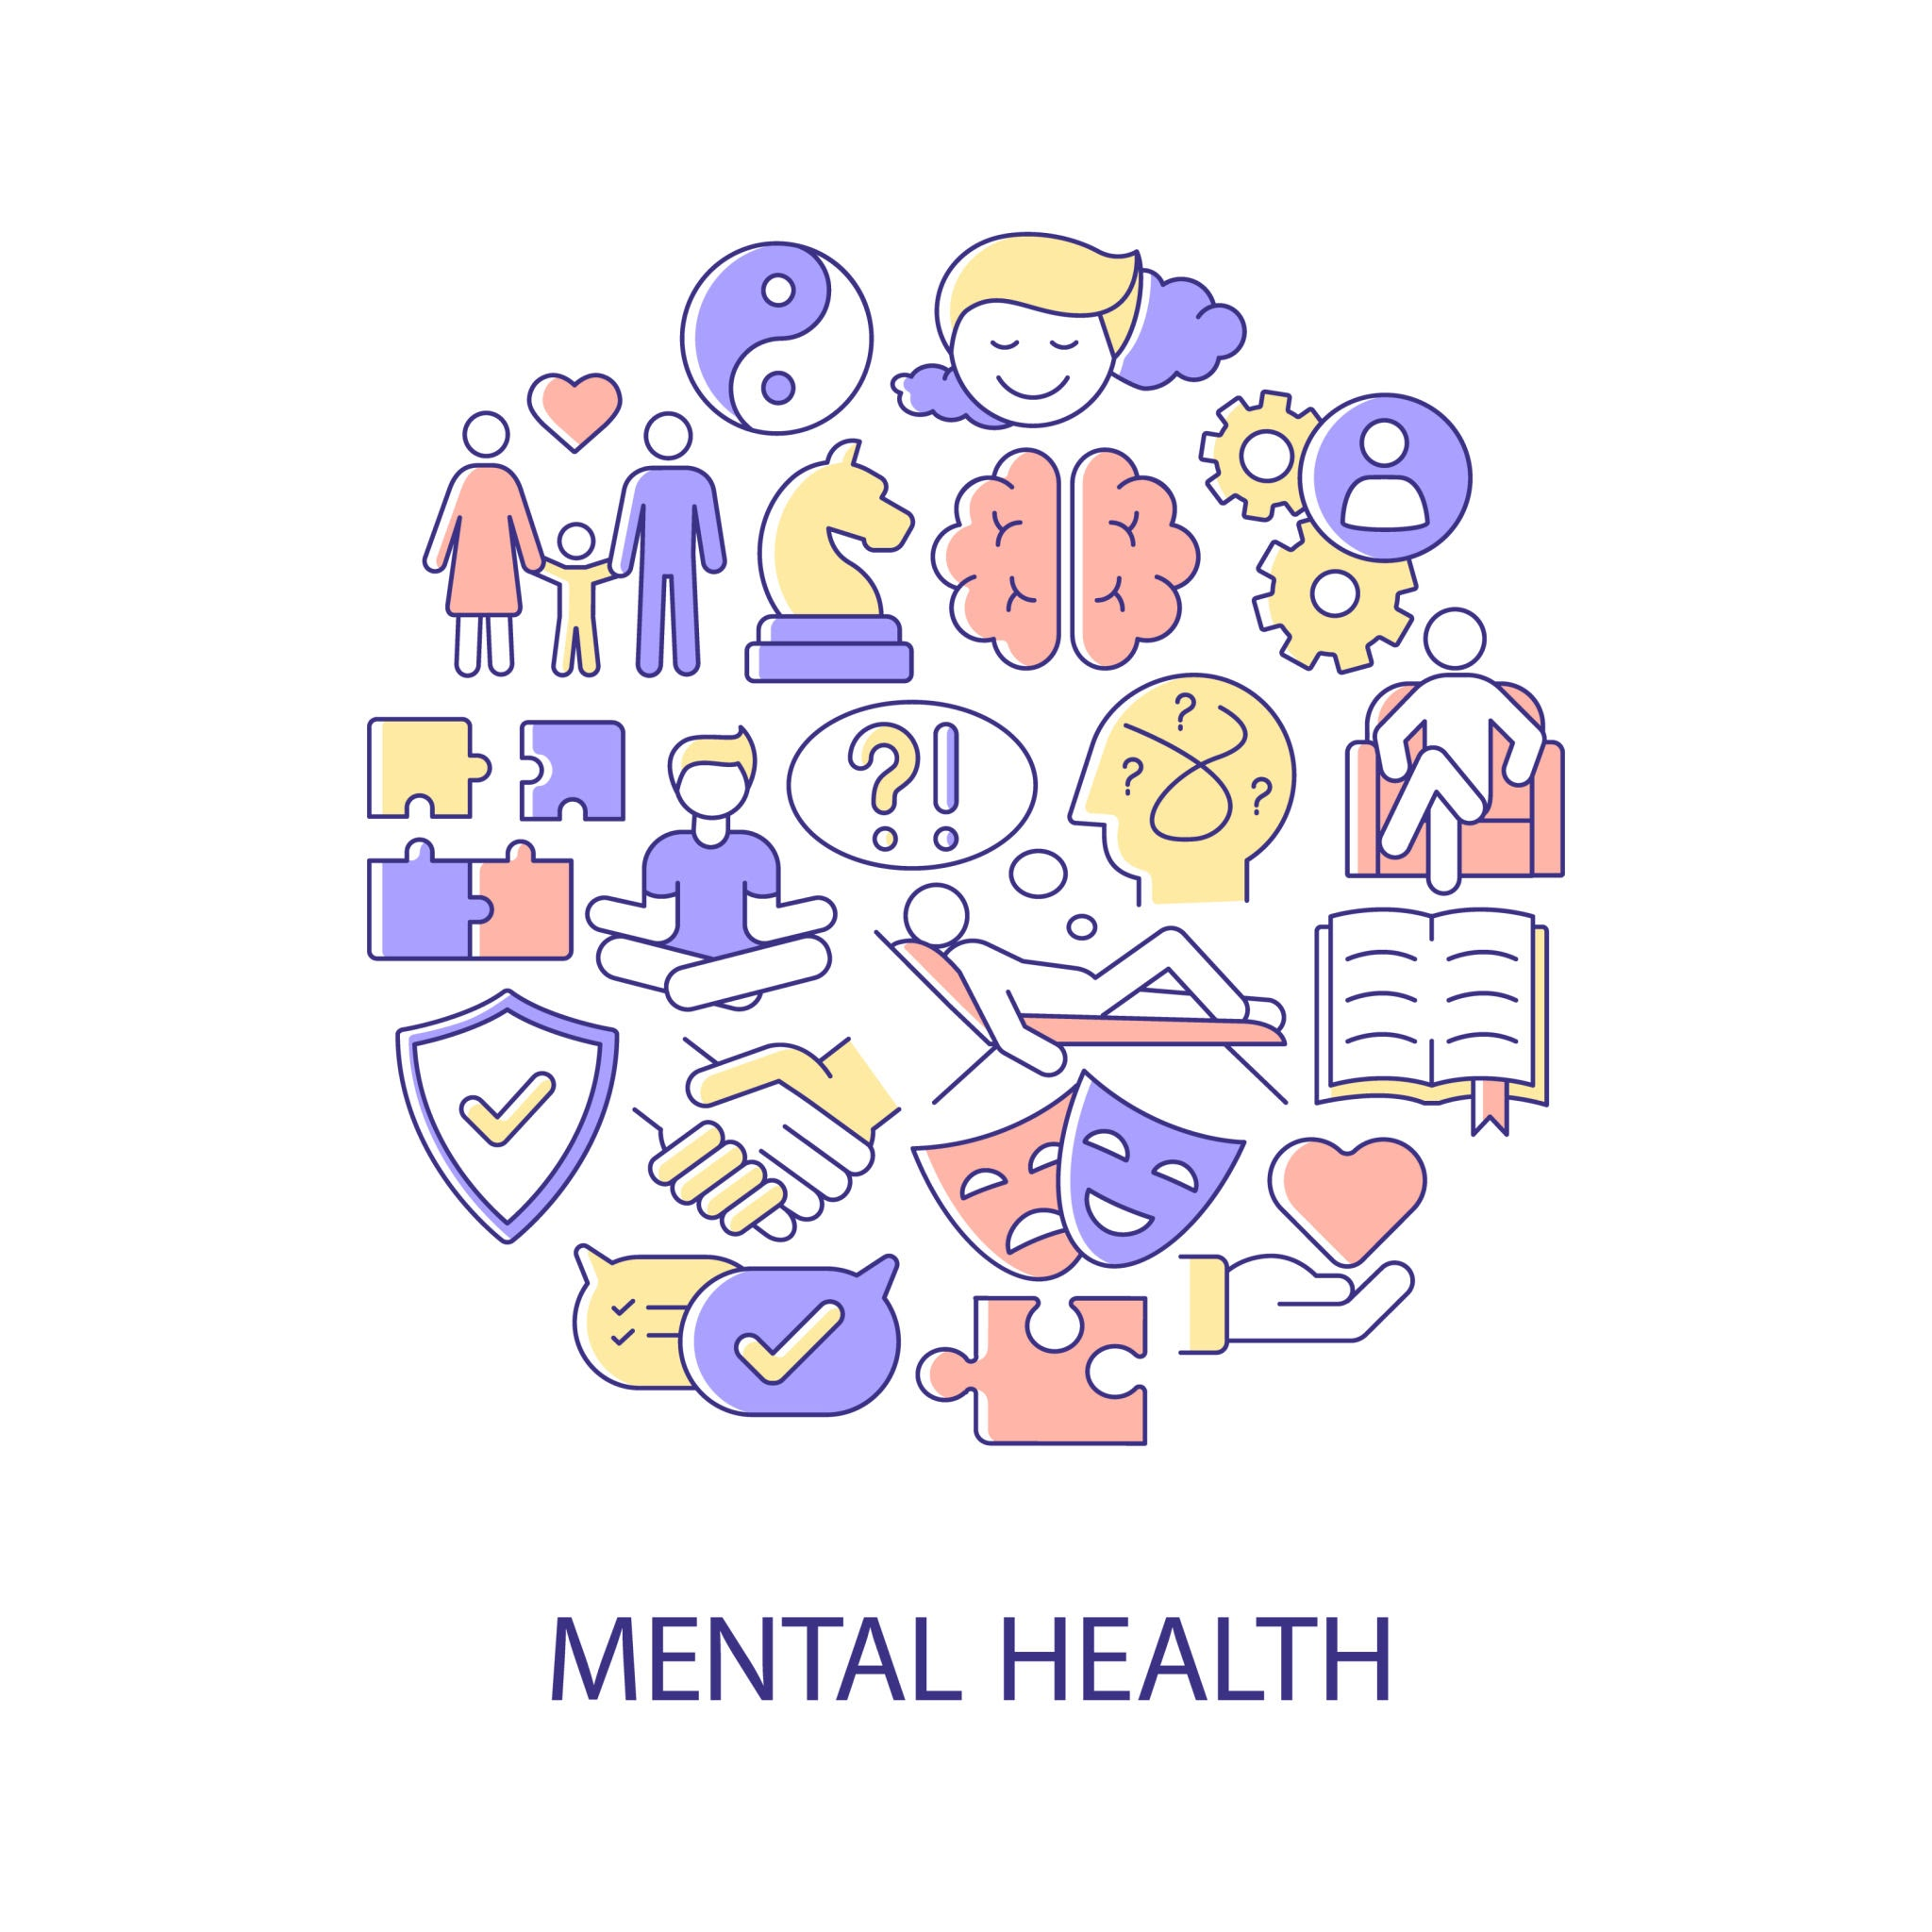 ? !
?
? ?
MENTAL HEALTH